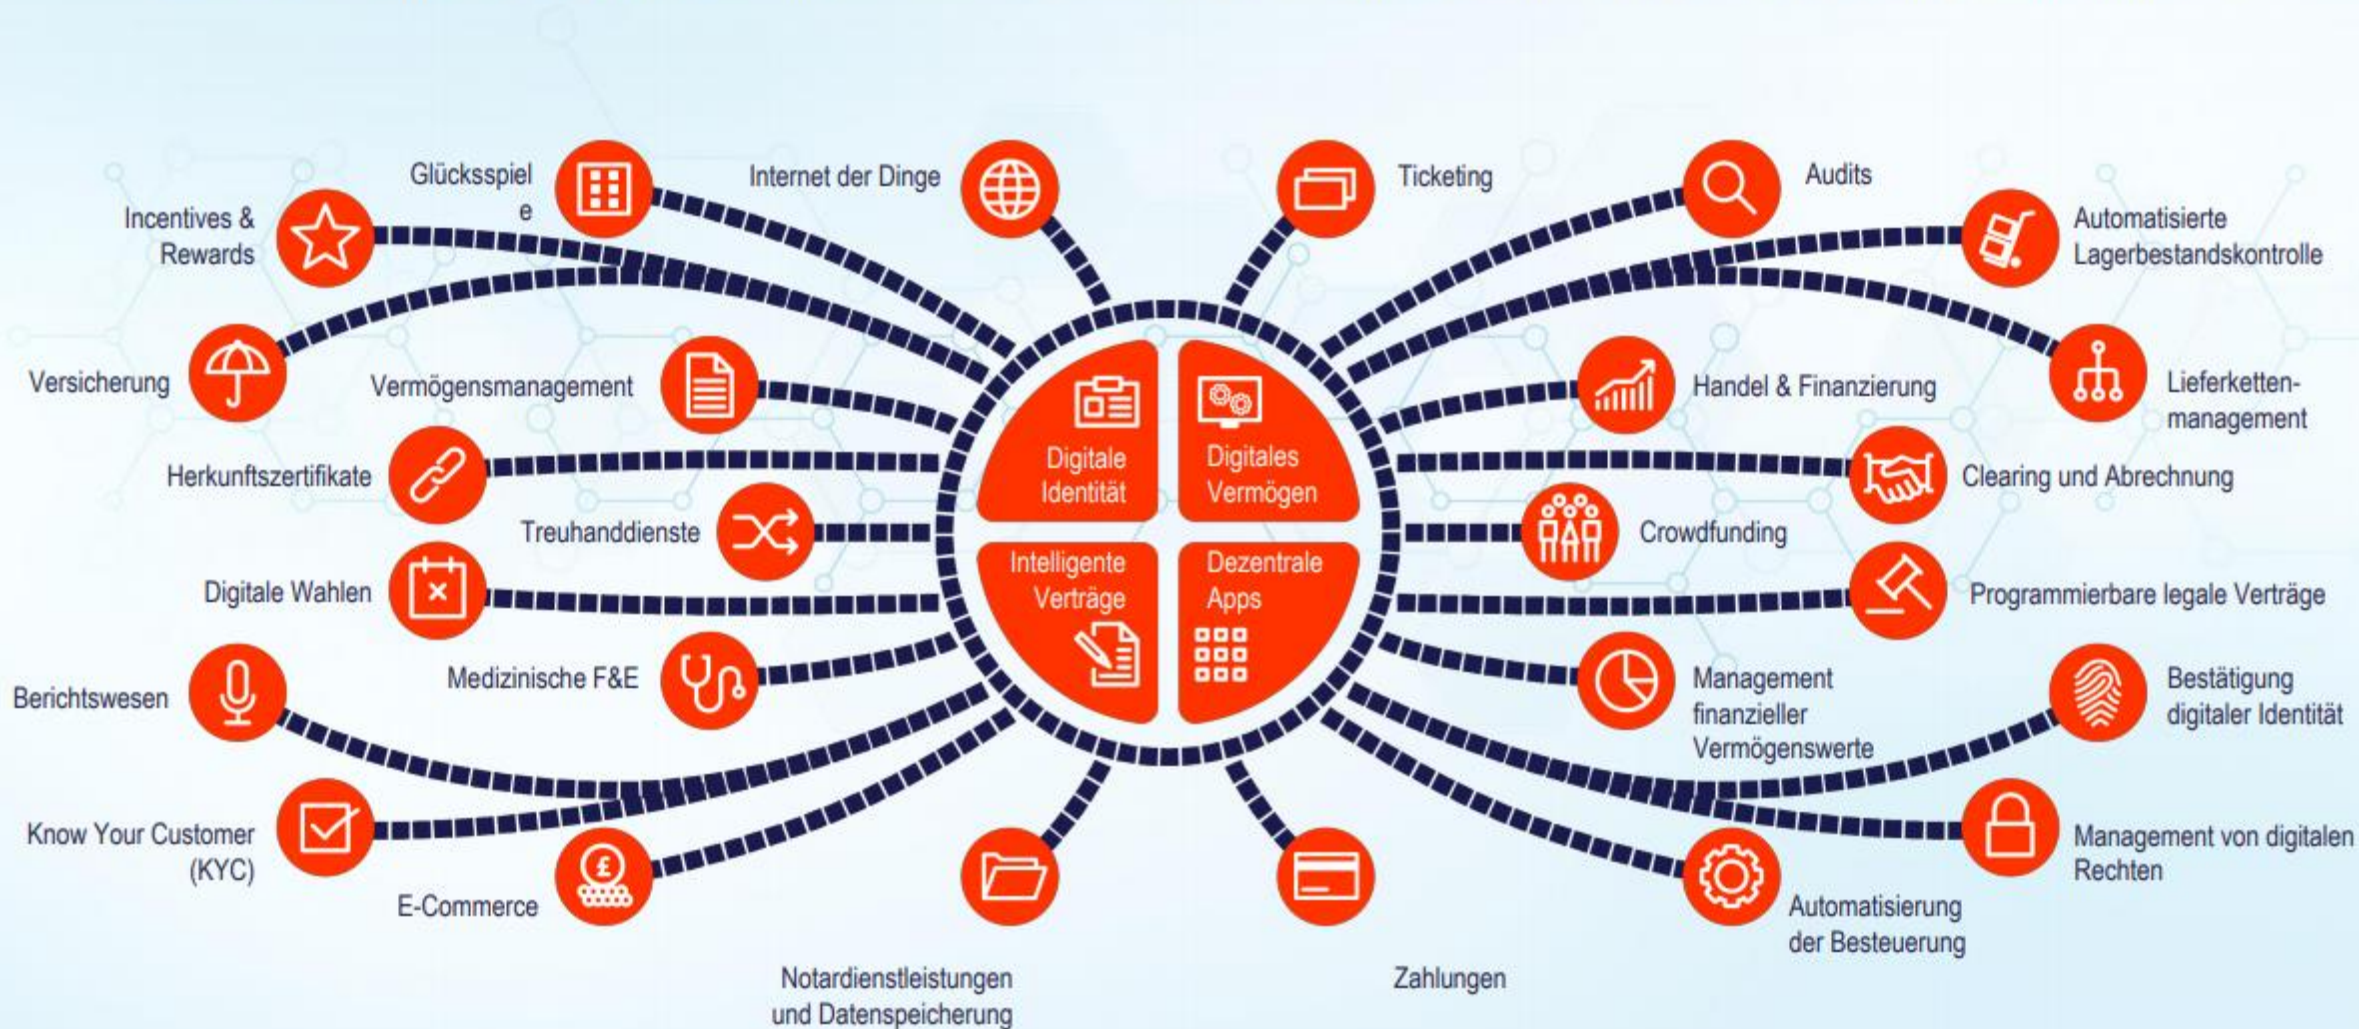 Glücksspiel
e
Internet der Dinge
Ticketing
Audits
Incentives &
Rewards
Automatisierte
Lagerbestandskontrolle
Versicherung
Vermögensmanagement
Handel & Finanzierung
Lieferketten-
management
Herkunftszertifikate
Digitale
Identität
Digitales
Vermögen
Clearing und Abrechnung
Treuhanddienste
Crowdfunding
Digitale Wahlen
Intelligente
Verträge
Dezentrale
Apps
Programmierbare legale Verträge
Berichtswesen
Medizinische F&E
Management
finanzieller
Vermögenswerte
Bestätigung
digitaler Identität
Know Your Customer
(KYC)
E-Commerce
£
Management von digitalen
Rechten
Automatisierung
der Besteuerung
Notardienstleistungen
und Datenspeicherung
Zahlungen